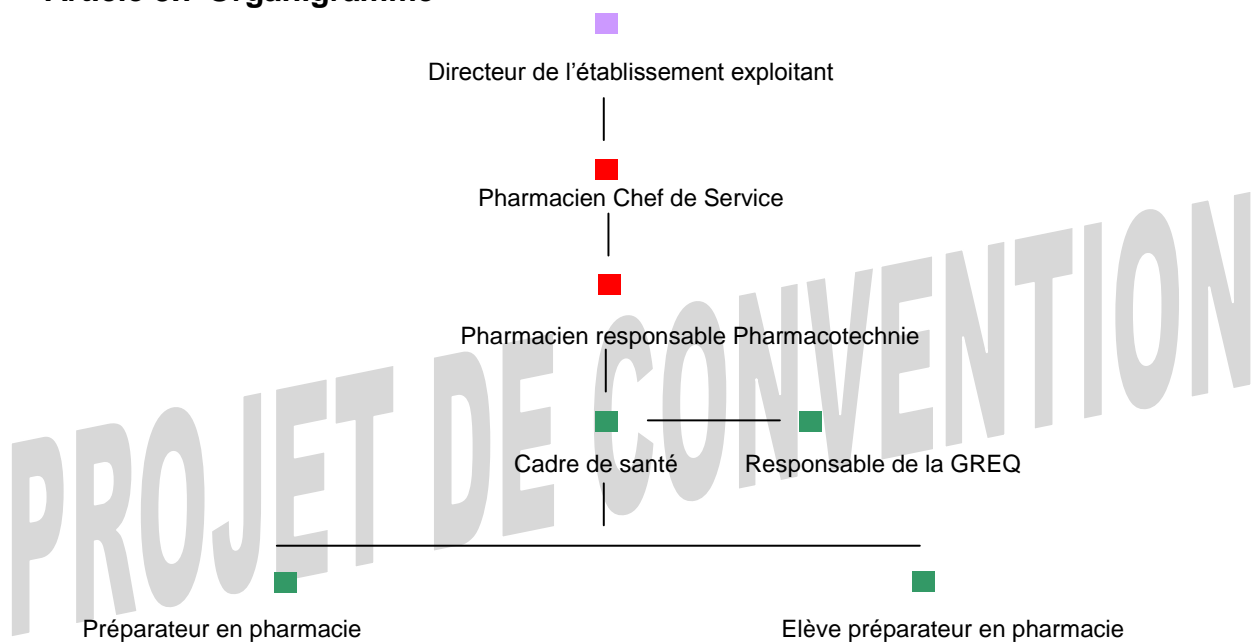 Directeur de l’établissement exploitant
Pharmacien Chef de Service
Pharmacien responsable Pharmacotechnie
Cadre de santé
Responsable de la GREQ
Préparateur en pharmacie
Elève préparateur en pharmacie
PROJET DE CONVENTION